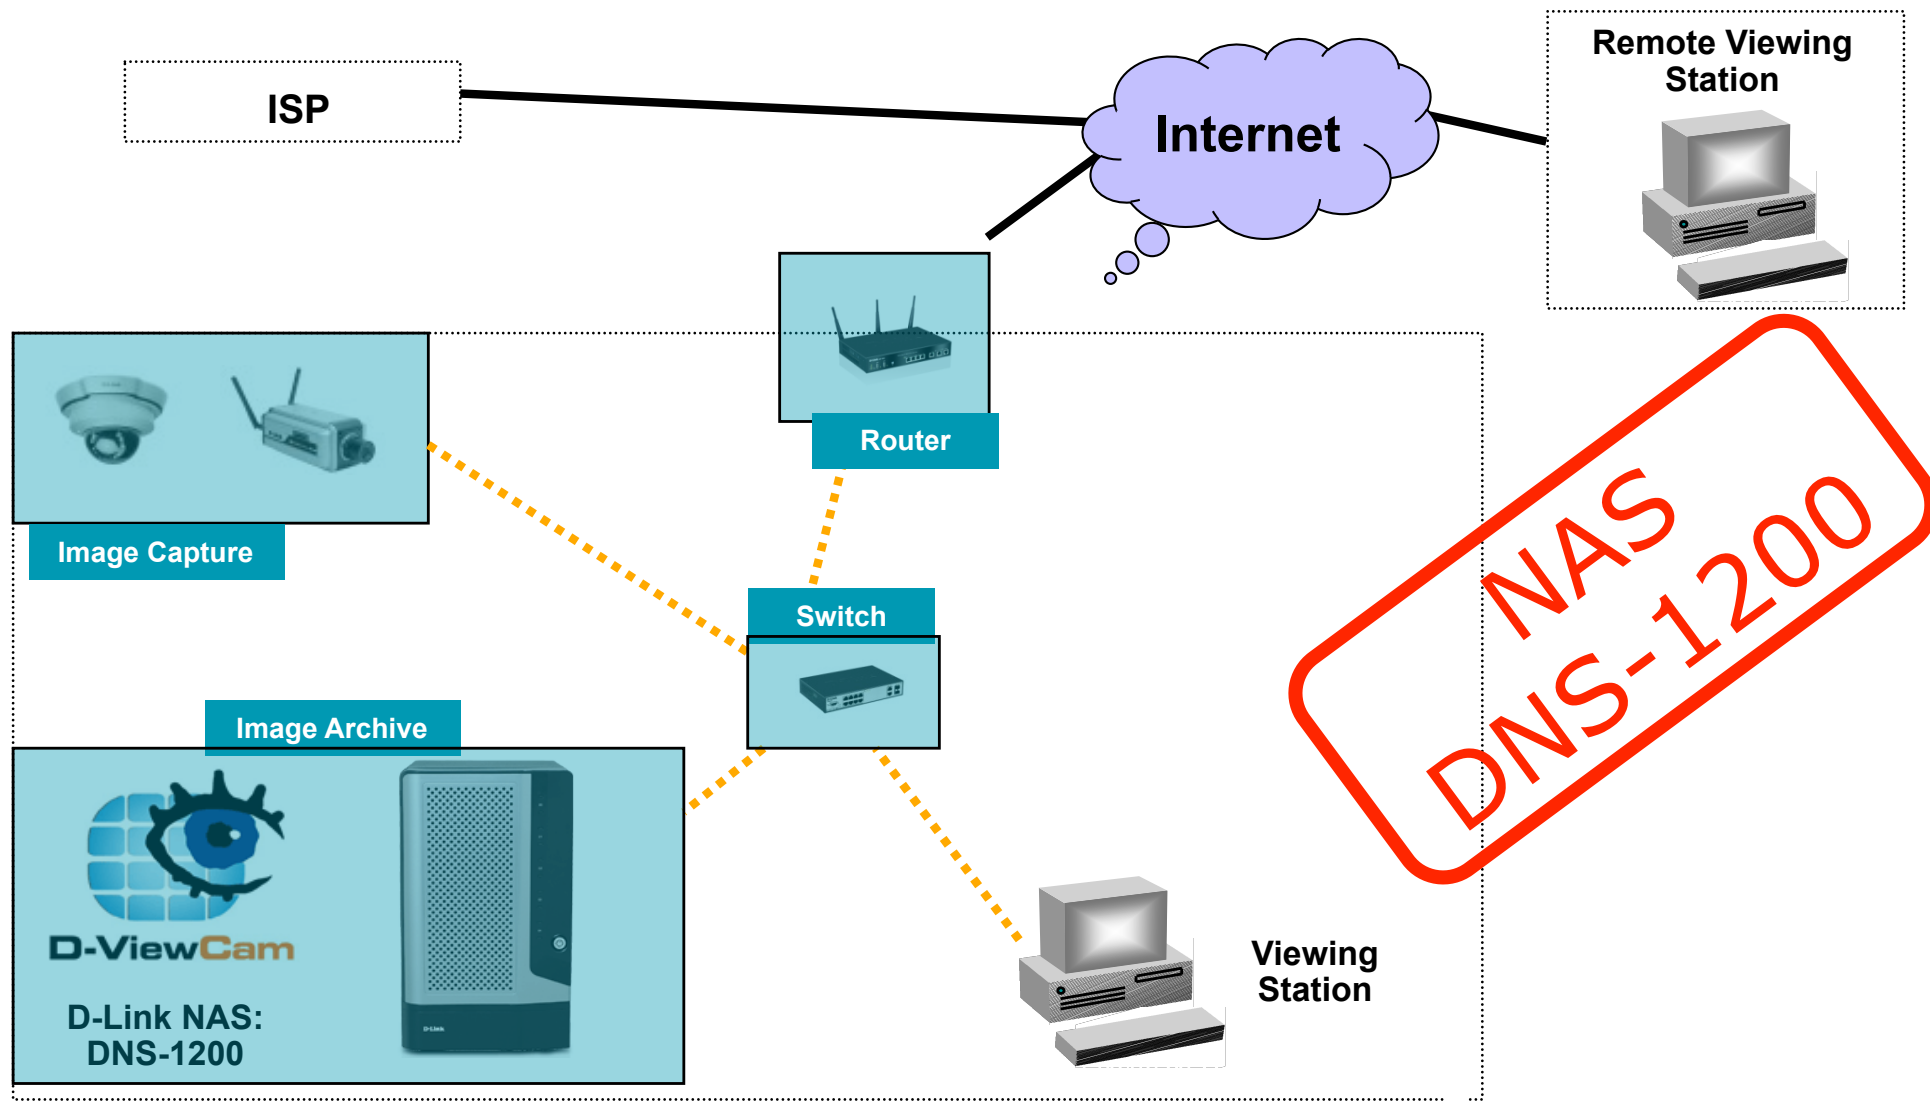 Remote Viewing
Station
ISP
Internet
Router
Image Capture
Switch
NAS
DNS-1200
Image Archive
D-ViewCam
D-Link NAS:
DNS-1200
D-Link
Viewing
Station